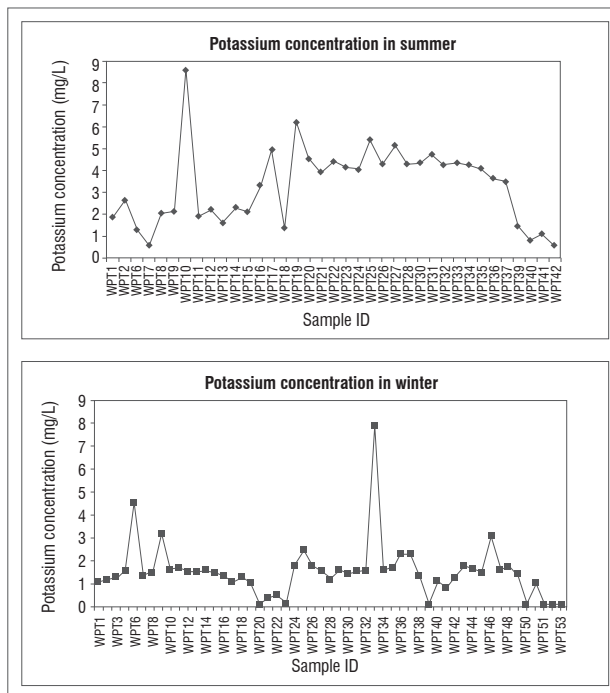 Potassium concentration in summer
Potassium concentration (mg/L)
9
8
7
6
5
4
3
2
1
0
WPT1
WPT2
WPT6
WPT7
WPT8
WPT9
WPT10
WPT11
WPT12
WPT13
WPT14
WPT15
WPT16
WPT17
WPT18
WPT19
WPT20
WPT21
WPT22
WPT23
WPT24
WPT25
WPT26
WPT27
WPT28
WPT30
WPT31
WPT32
WPT33
WPT34
WPT35
WPT36
WPT37
WPT39
WPT40
WPT41
WPT42
Sample ID
Potassium concentration in winter
Potassium concentration (mg/L)
9
8
7
6
5
4
3
2
1
0
WPT1
WPT3
WPT6
WPT8
WPT10
WPT12
WPT14
WPT16
WPT18
WPT20
WPT22
WPT24
WPT26
WPT28
WPT30
WPT32
WPT34
WPT36
WPT38
WPT40
WPT42
WPT44
WPT46
WPT48
WPT50
WPT51
WPT53
Sample ID